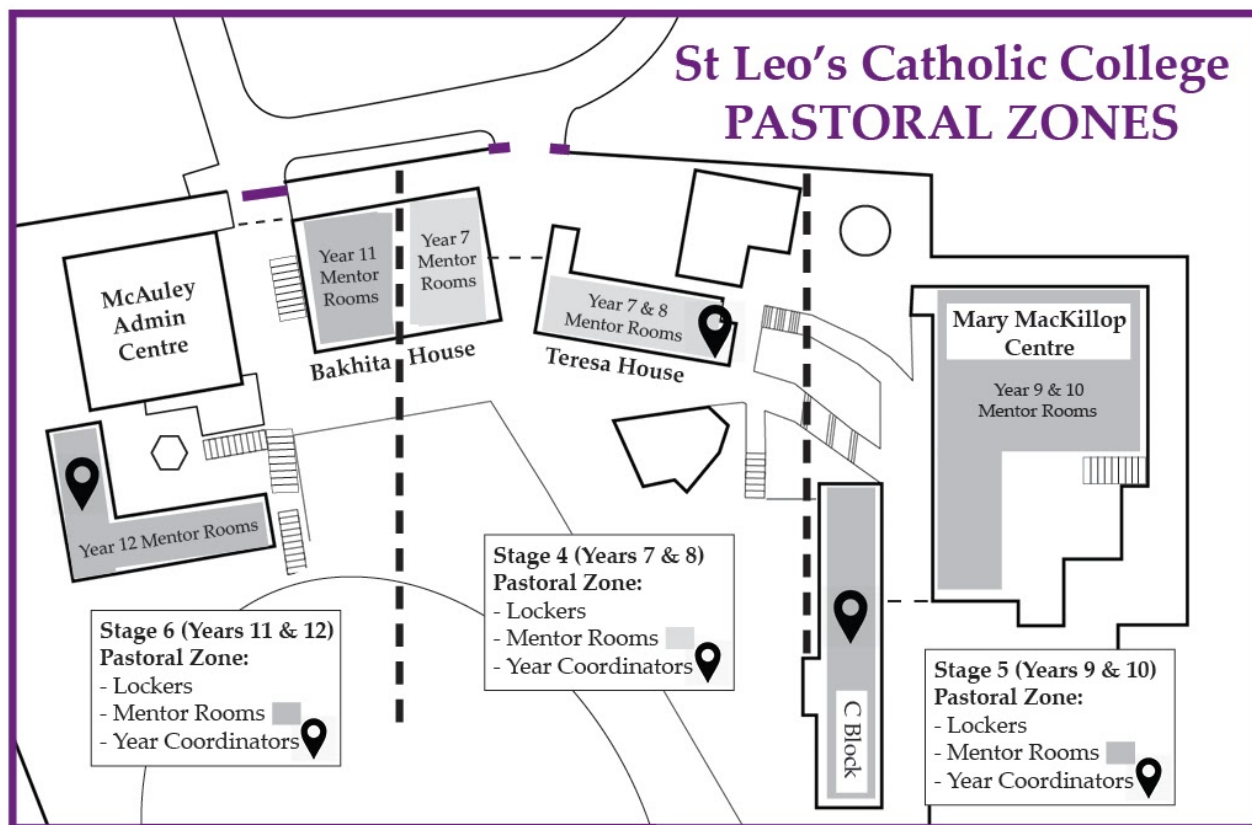 St Leo’s Catholic College
PASTORAL ZONES
McAuley
Admin
Centre
Year 11
Mentor
Rooms
Year 7
Mentor
Rooms
Bakhita House
Year 7 & 8
Mentor Rooms
Teresa House
Mary MacKillop
Centre
Year 9 & 10
Mentor Rooms
Year 12 Mentor Rooms
Stage 6 (Years 11 & 12)
Pastoral Zone:
- Lockers
- Mentor Rooms
- Year Coordinators
Stage 4 (Years 7 & 8)
Pastoral Zone:
- Lockers
- Mentor Rooms
- Year Coordinators
C Block
Stage 5 (Years 9 & 10)
Pastoral Zone:
- Lockers
- Mentor Rooms
- Year Coordinators